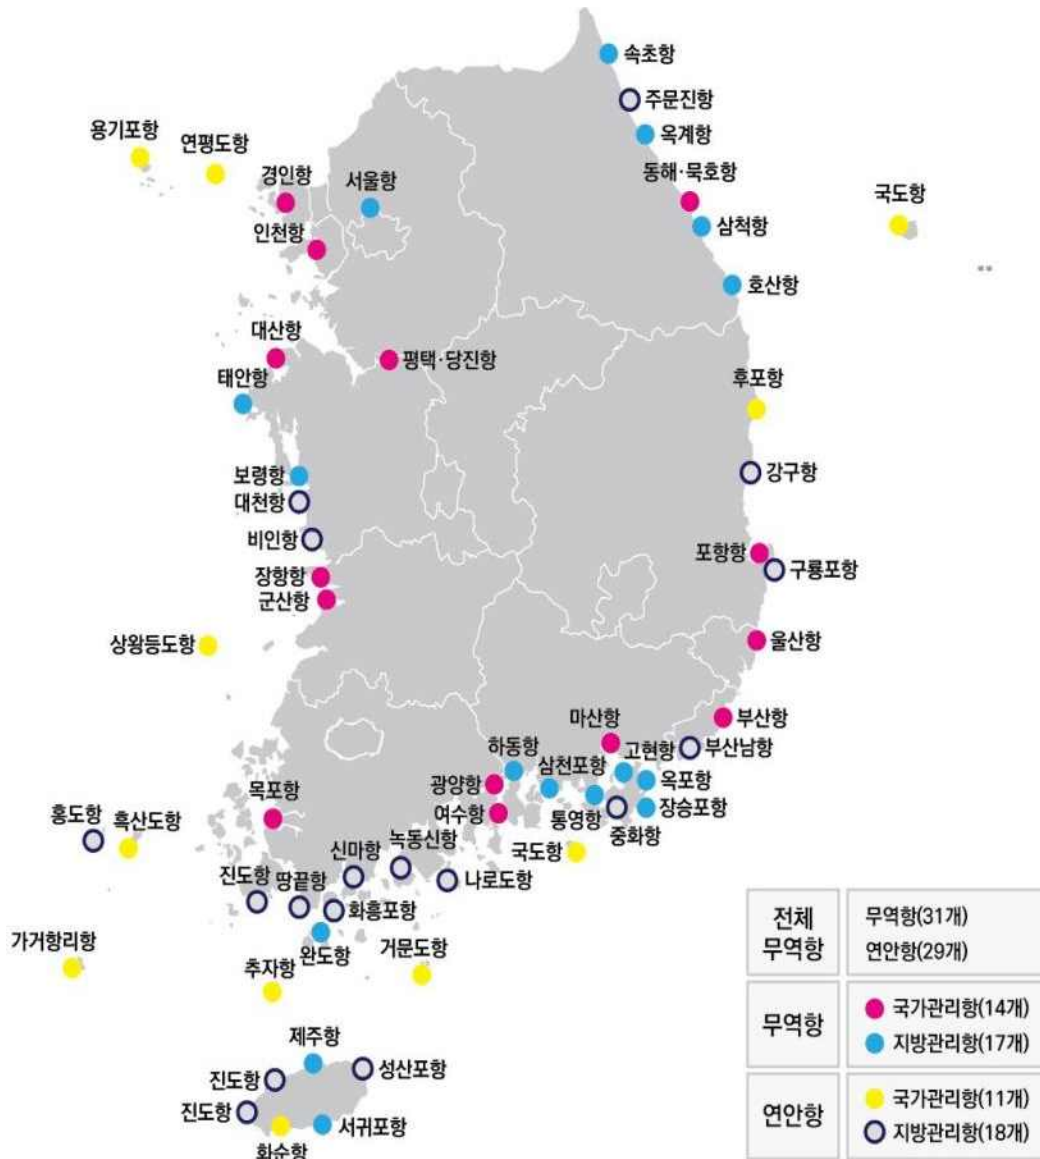 속초항
주문진항
용기포항
연평도항
옥계항
경인항
서울항
동해·묵호항
국도항
인천항
삼척항
호산항
대산항
평택·당진항
태안항
후포항
보령항
강구항
대천항
비인항
포항항
구룡포항
장항항
군산항
상왕등도항
울산항
마산항
부산항
하동항
고현항
부산남항
삼천포항
광양항
옥포항
목포항
여수항
통영항
장승포항
홍도항
흑산도항
중화항
녹동신항
국도항
신마항
진도항
땅끝항
나로도항
화흥포항
가거항리항
완도항
거문도항
추자항
제주항
성산포항
진도항
진도항
서귀포항
화순항
전체
무역항
무역항(31개)
연안항(29개)
무역항
국가관리항(14개)
지방관리항(17개)
연안항
국가관리항(11개)
지방관리항(18개)